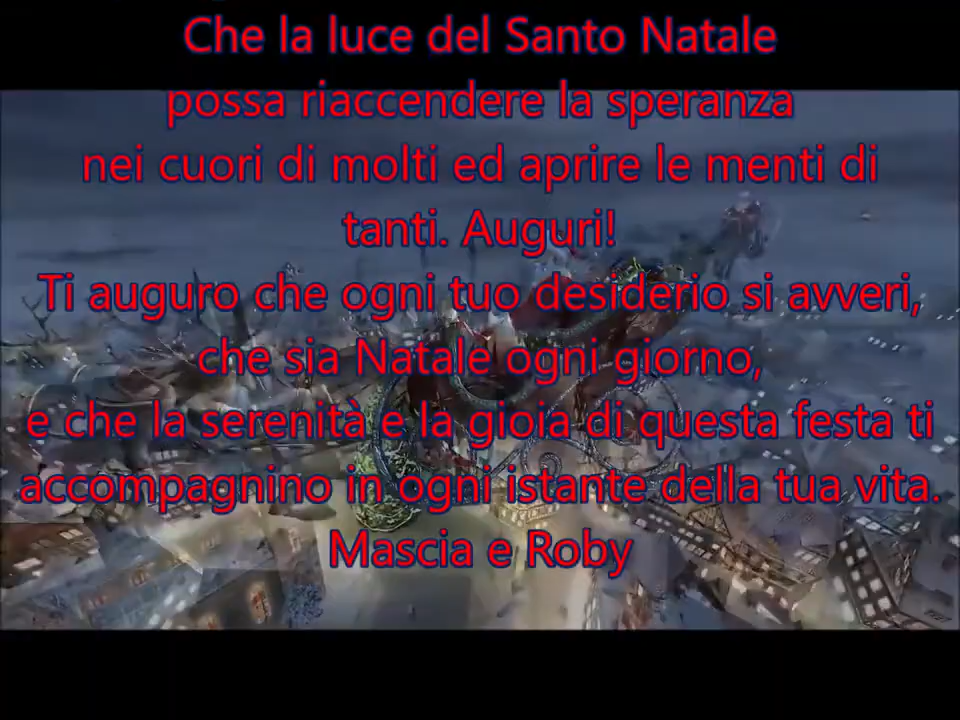 Che la luce del Santo Natale
possa riaccendere la speranza
nei cuori di molti ed aprire le menti di
tanti. Auguri!
Ti auguro che ogni tuo desiderio si avveri,
che sia Natale ogni giorno,
e che la serenità e la gioia di questa festa ti
accompagnino in ogni istante della tua vita.
Mascia e Roby